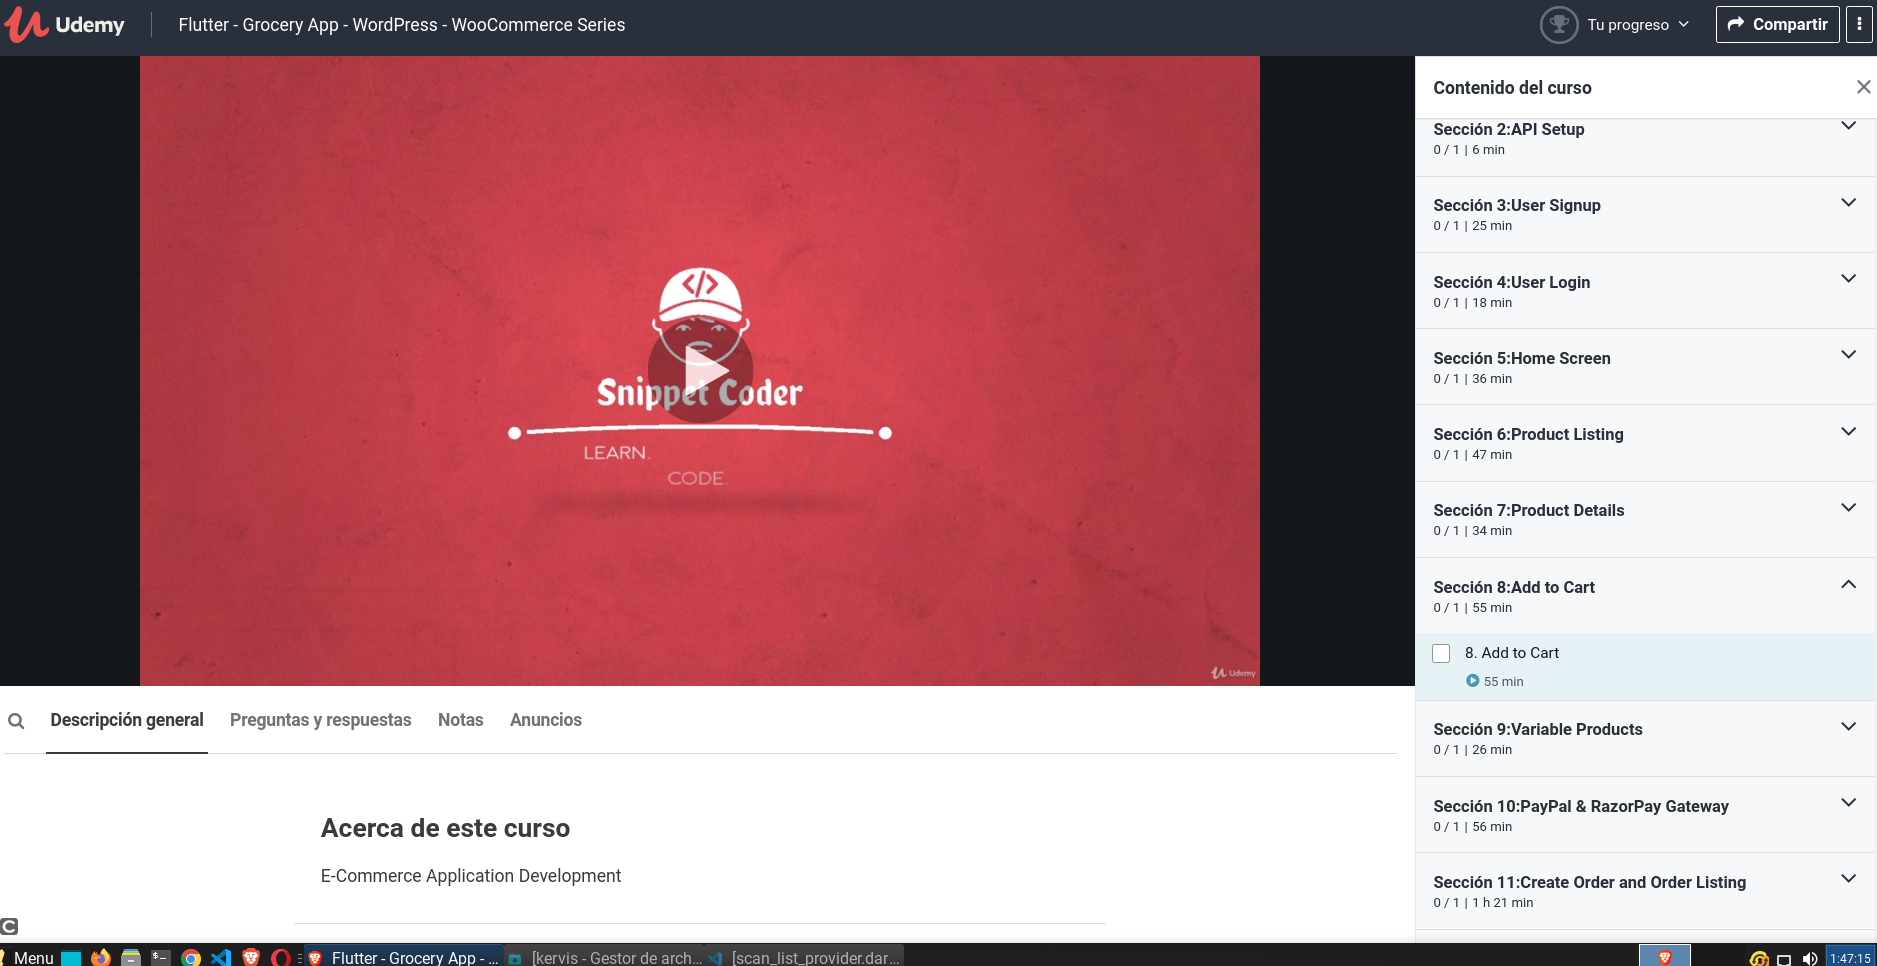 Udemy
Flutter - Grocery App - WordPress - WooCommerce Series
Tu progreso
Compartir
</>
Snippet Coder
LEARN.
CODE.
Udemy
Contenido del curso
Sección 2:API Setup
0 / 1 | 6 min
Sección 3:User Signup
0 / 1 | 25 min
Sección 4:User Login
0 / 1 | 18 min
Sección 5:Home Screen
0 / 1 | 36 min
Sección 6:Product Listing
0 / 1 | 47 min
Sección 7:Product Details
0 / 1 | 34 min
Sección 8:Add to Cart
0 / 1 | 55 min
8. Add to Cart
55 min
Sección 9:Variable Products
0 / 1 | 26 min
Sección 10:PayPal & RazorPay Gateway
0 / 1 | 56 min
Sección 11:Create Order and Order Listing
0 / 1 | 1 h 21 min
Descripción general
Preguntas y respuestas
Notas
Anuncios
Acerca de este curso
E-Commerce Application Development
Menu
Flutter - Grocery App - ...
[kervis - Gestor de arch...
[scan_list_provider.dar...
1:47:15